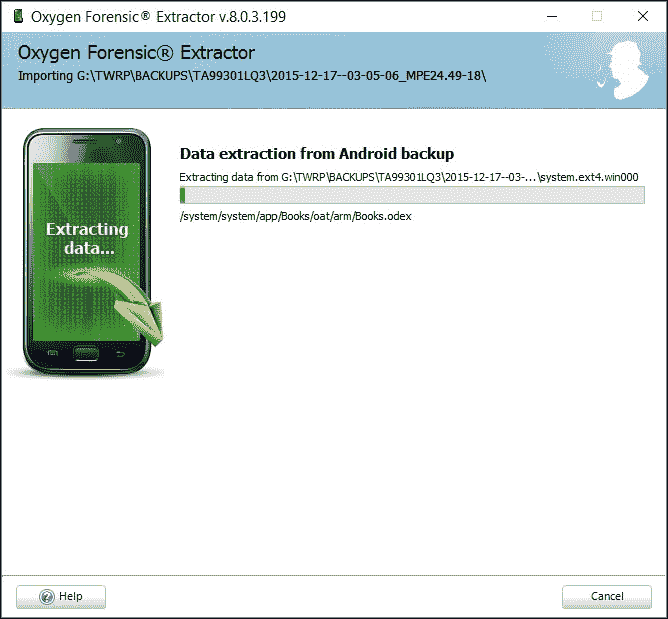 Oxygen Forensic® Extractor v.8.0.3.199
Oxygen Forensic® Extractor
Importing G:\TWRP\BACKUPS\TA99301LQ3\2015-12-17--03-05-06_MPE24.49-18\
Data extraction from Android backup
Extracting data from G:\TWRP\BACKUPS\TA99301LQ3\2015-12-17--03-...\system.ext4.win000
/system/system/app/Books/oat/arm/Books.odex
Extracting
data...
Help
Cancel